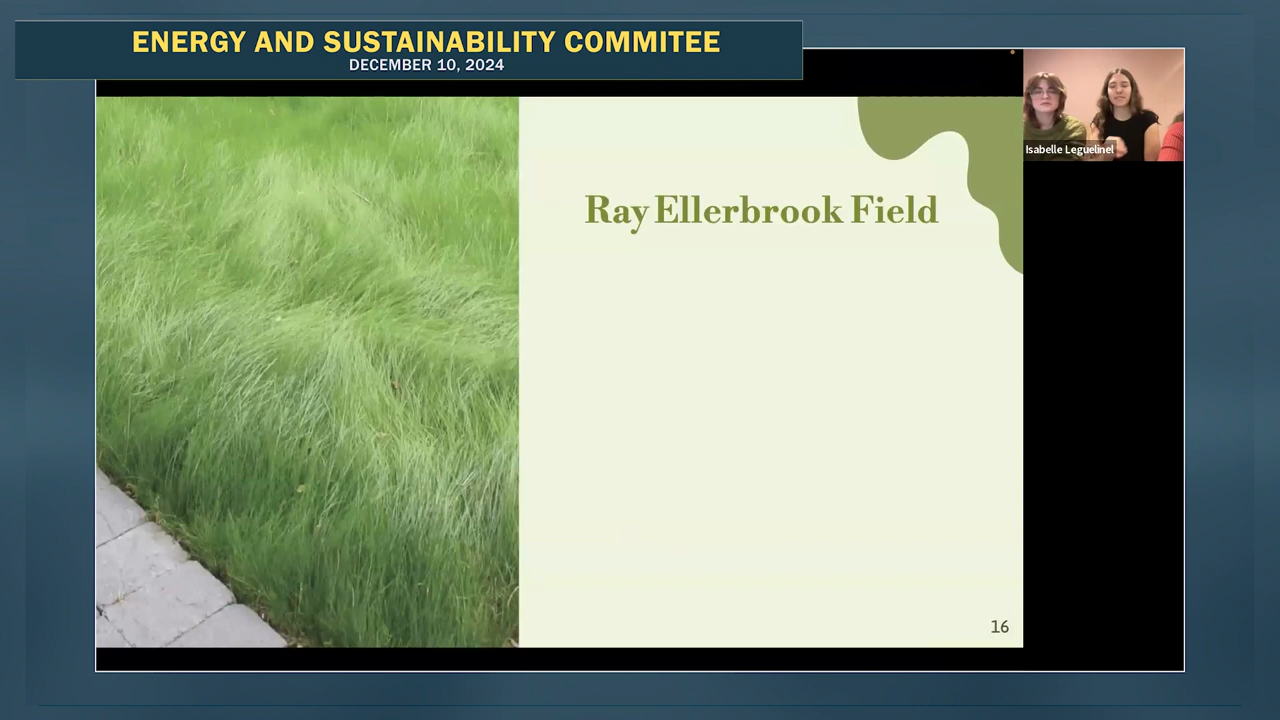 ENERGY AND SUSTAINABILITY COMMITEE
DECEMBER 10, 2024
Isabelle Leguelinel
Ray Ellerbrook Field
16